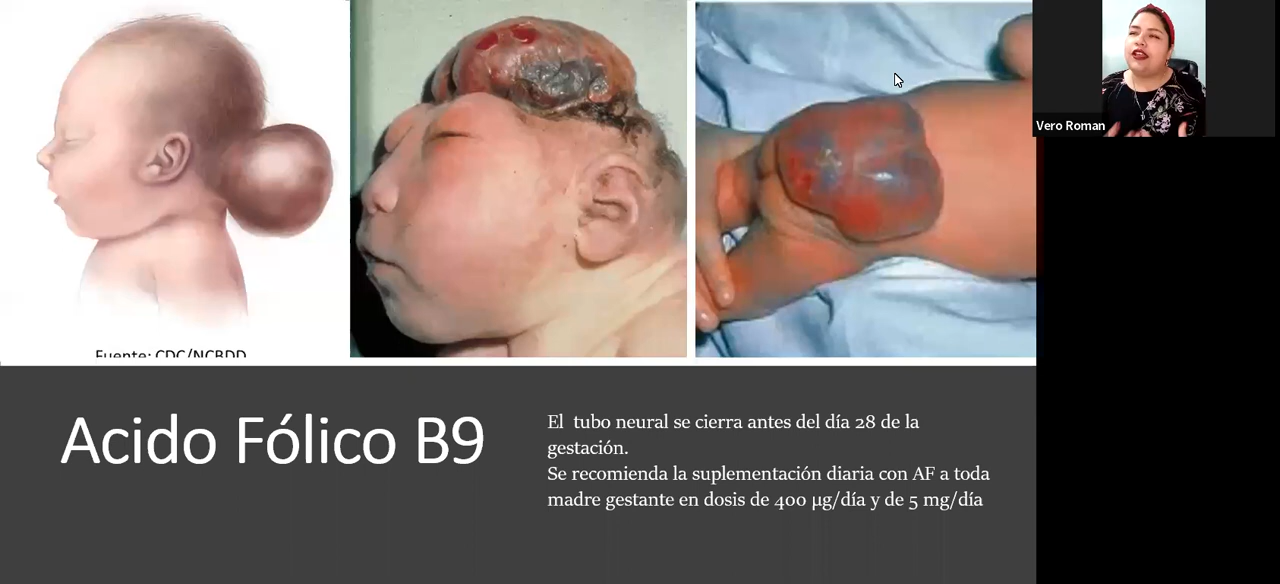 Vero Roman
Fuente: CDC/NCBDD
Acido Fólico B9
El tubo neural se cierra antes del día 28 de la
gestación.
Se recomienda la suplementación diaria con AF a toda
madre gestante en dosis de 400 µg/día y de 5 mg/día